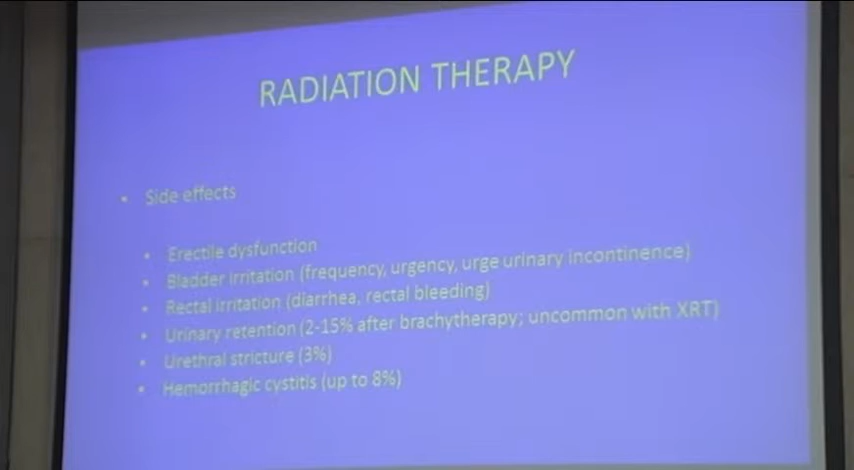 RADIATION THERAPY
• Side effects
• Erectile dysfunction
• Bladder irritation (frequency, urgency, urge urinary incontinence)
• Rectal irritation (diarrhea, rectal bleeding)
• Urinary retention (2-15% after brachytherapy; uncommon with XRT)
• Urethral stricture (3%)
• Hemorrhagic cystitis (up to 8%)